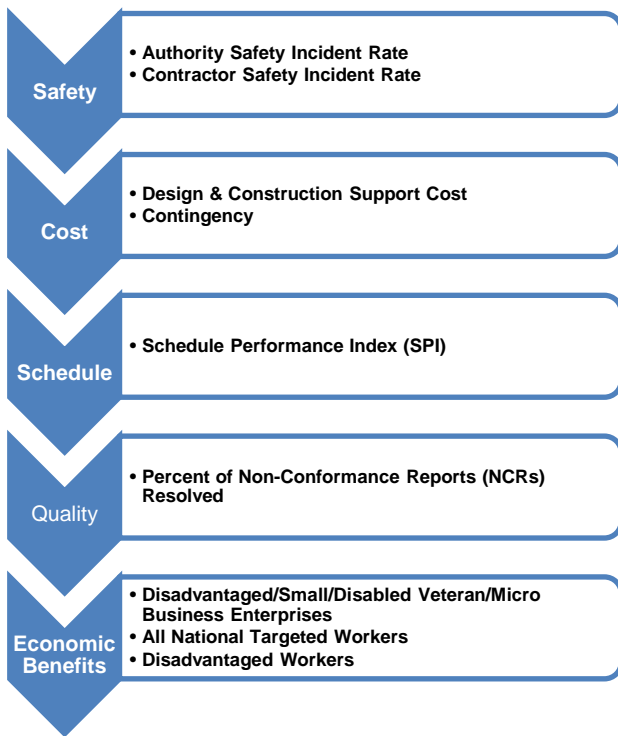 Safety
• Authority Safety Incident Rate
• Contractor Safety Incident Rate
Cost
• Design & Construction Support Cost
• Contingency
Schedule
• Schedule Performance Index (SPI)
Quality
• Percent of Non-Conformance Reports (NCRs)
Resolved
Economic
Benefits
• Disadvantaged/Small/Disabled Veteran/Micro
Business Enterprises
• All National Targeted Workers
• Disadvantaged Workers